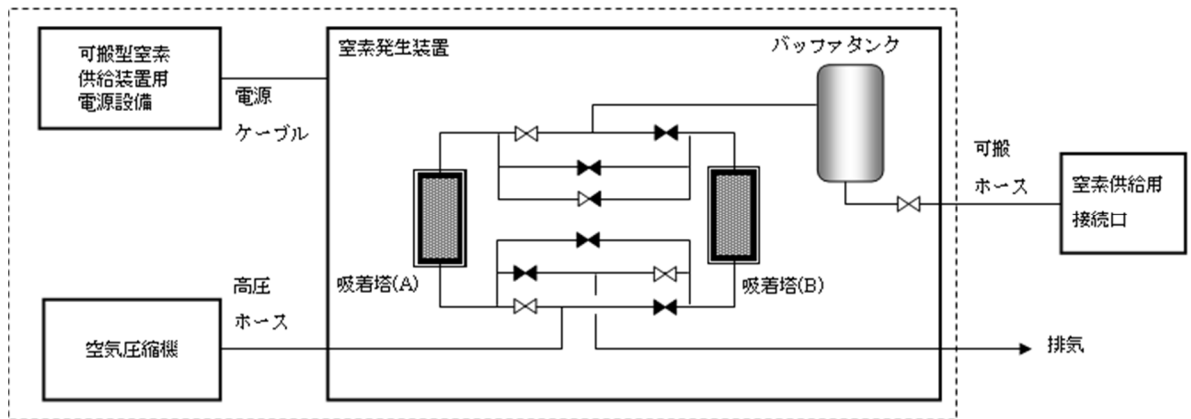 可搬型窒素
供給装置用
電源設備
電源
ケーブル
窒素発生装置
バッファタンク
吸着塔(A)
吸着塔(B)
高圧
ホース
空気圧縮機
可搬
ホース
窒素供給用
接続口
排気